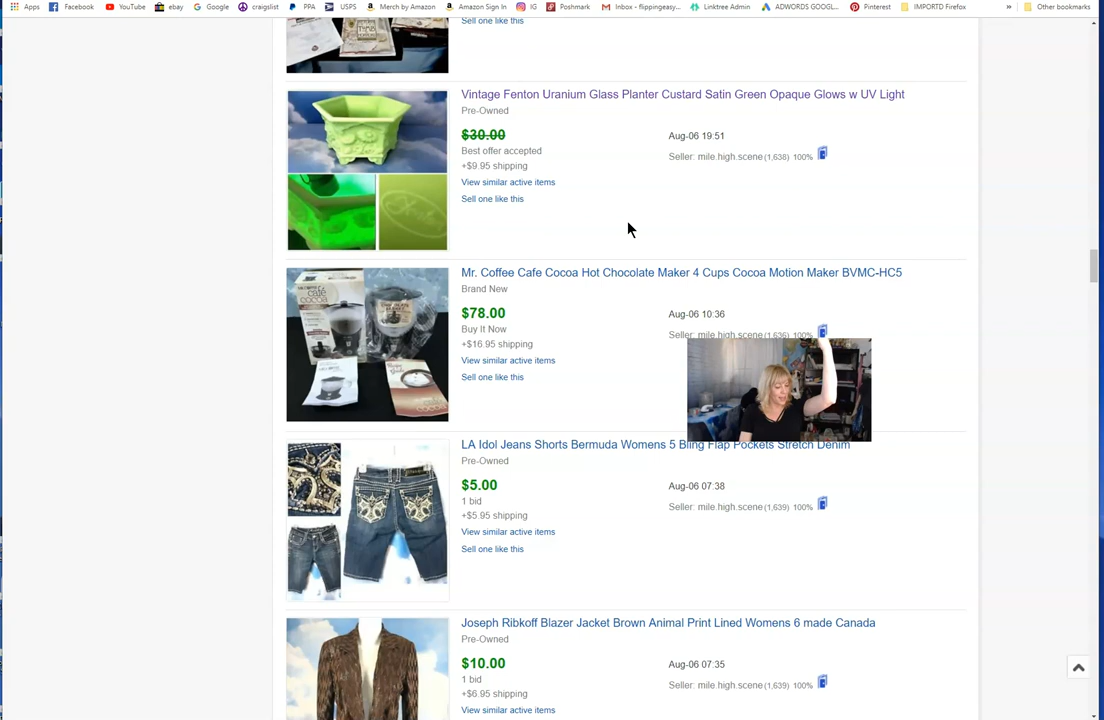 Apps Facebook YouTube ebay Google craigslist PPA USPS Merch by Amazon Amazon Sign In IG Poshmark Inbox - flippingeasy... Linktree Admin ADWORDS GOOGL... Pinterest IMPORTD Firefox » Other bookmarks
Sell one like this
Vintage Fenton Uranium Glass Planter Custard Satin Green Opaque Glows w UV Light
Pre-Owned
$30.00 Aug-06 19:51
Best offer accepted Seller: mile.high.scene (1,638) 100%
+$9.95 shipping
View similar active items
Sell one like this
Mr. Coffee Cafe Cocoa Hot Chocolate Maker 4 Cups Cocoa Motion Maker BVMC-HC5
Brand New
$78.00 Aug-06 10:36
Buy It Now Seller: mile.high.scene (1,636) 100%
+$16.95 shipping
View similar active items
Sell one like this
LA Idol Jeans Shorts Bermuda Womens 5 Bling Flap Pockets Stretch Denim
Pre-Owned
$5.00 Aug-06 07:38
1 bid Seller: mile.high.scene (1,639) 100%
+$5.95 shipping
View similar active items
Sell one like this
Joseph Ribkoff Blazer Jacket Brown Animal Print Lined Womens 6 made Canada
Pre-Owned
$10.00 Aug-06 07:35
1 bid Seller: mile.high.scene (1,639) 100%
+$6.95 shipping
View similar active items